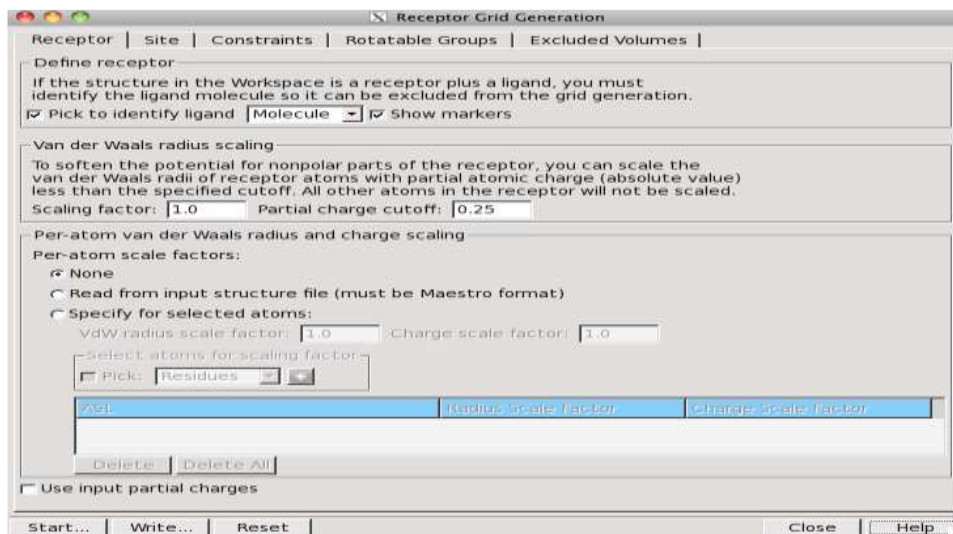 Receptor Grid Generation
Receptor | Site | Constraints | Rotatable Groups | Excluded Volumes |
Define receptor
If the structure in the Workspace is a receptor plus a ligand, you must
identify the ligand molecule so it can be excluded from the grid generation.
Pick to identify ligand Molecule Show markers
Van der Waals radius scaling
To soften the potential for nonpolar parts of the receptor, you can scale the
van der Waals radii of receptor atoms with partial atomic charge (absolute value)
less than the specified cutoff. All other atoms in the receptor will not be scaled.
Scaling factor: 1.0 Partial charge cutoff: 0.25
Per-atom van der Waals radius and charge scaling
Per-atom scale factors:
None
Read from input structure file (must be Maestro format)
Specify for selected atoms:
VdW radius scale factor: 1.0 Charge scale factor: 1.0
Select atoms for scaling factor
Pick: Residues +
ASL Radius Scale Factor Charge Scale Factor
Delete Delete All
Use input partial charges
Start... Write... Reset Close Help